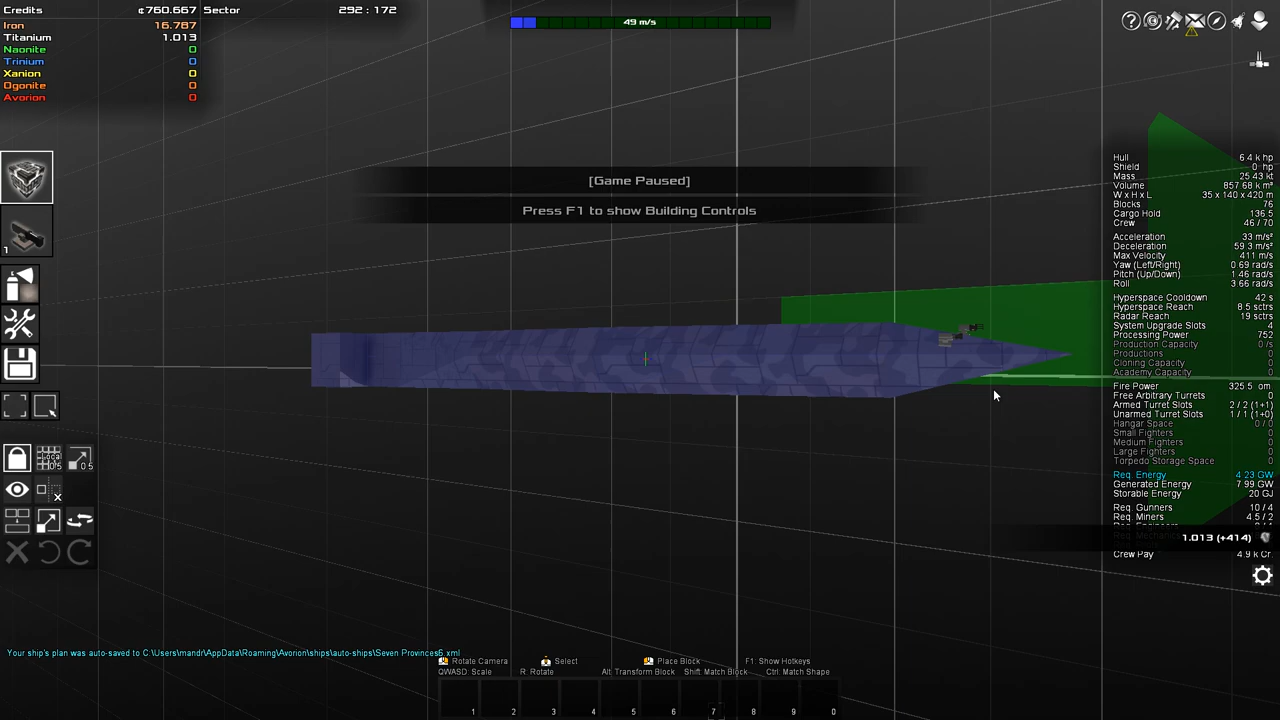 Credits ¢760.667 Sector 292 : 172
Iron 16.787
Titanium 1.013
Naonite 0
Trinium 0
Xanion 0
Ogonite 0
Avorion 0
49 m/s
[Game Paused]
Press F1 to show Building Controls
Hull 6.4 k hp
Shield 0 hp
Mass 25.43 kt
Volume 857.68 k m³
W x H x L 35 x 140 x 420 m
Blocks 76
Cargo Hold 136.5
Crew 46 / 70
Acceleration 33 m/s²
Deceleration 59.3 m/s²
Max Velocity 411 m/s
Yaw (Left/Right) 0.69 rad/s
Pitch (Up/Down) 1.46 rad/s
Roll 3.66 rad/s
Hyperspace Cooldown 42 s
Hyperspace Reach 8.5 sctrs
Radar Reach 19 sctrs
System Upgrade Slots 4
Processing Power 752
Production Capacity 0 /s
Productions 0
Cloning Capacity 0
Academy Capacity 0
Fire Power 325.5 om.
Free Arbitrary Turrets 0
Armed Turret Slots 2 / 2 (1+1)
Unarmed Turret Slots 1 / 1 (1+0)
Hangar Space 0 / 0
Small Fighters 0
Medium Fighters 0
Large Fighters 0
Torpedo Storage Space 0
Req. Energy 4.23 GW
Generated Energy 7.99 GW
Storable Energy 20 GJ
Req. Gunners 10 / 4
Req. Miners 4.5 / 2
1.013 (+414)
Crew Pay 4.9 k Cr.
1
Local
0.5
0.5
Your ship's plan was auto-saved to C:\Users\mandr\AppData\Roaming\Avorion\ships\auto-ships\Seven Provinces6.xml
Rotate Camera Select Place Block F1: Show Hotkeys
QWASD: Scale R: Rotate Alt: Transform Block Shift: Match Block Ctrl: Match Shape
1 2 3 4 5 6 7 8 9 0